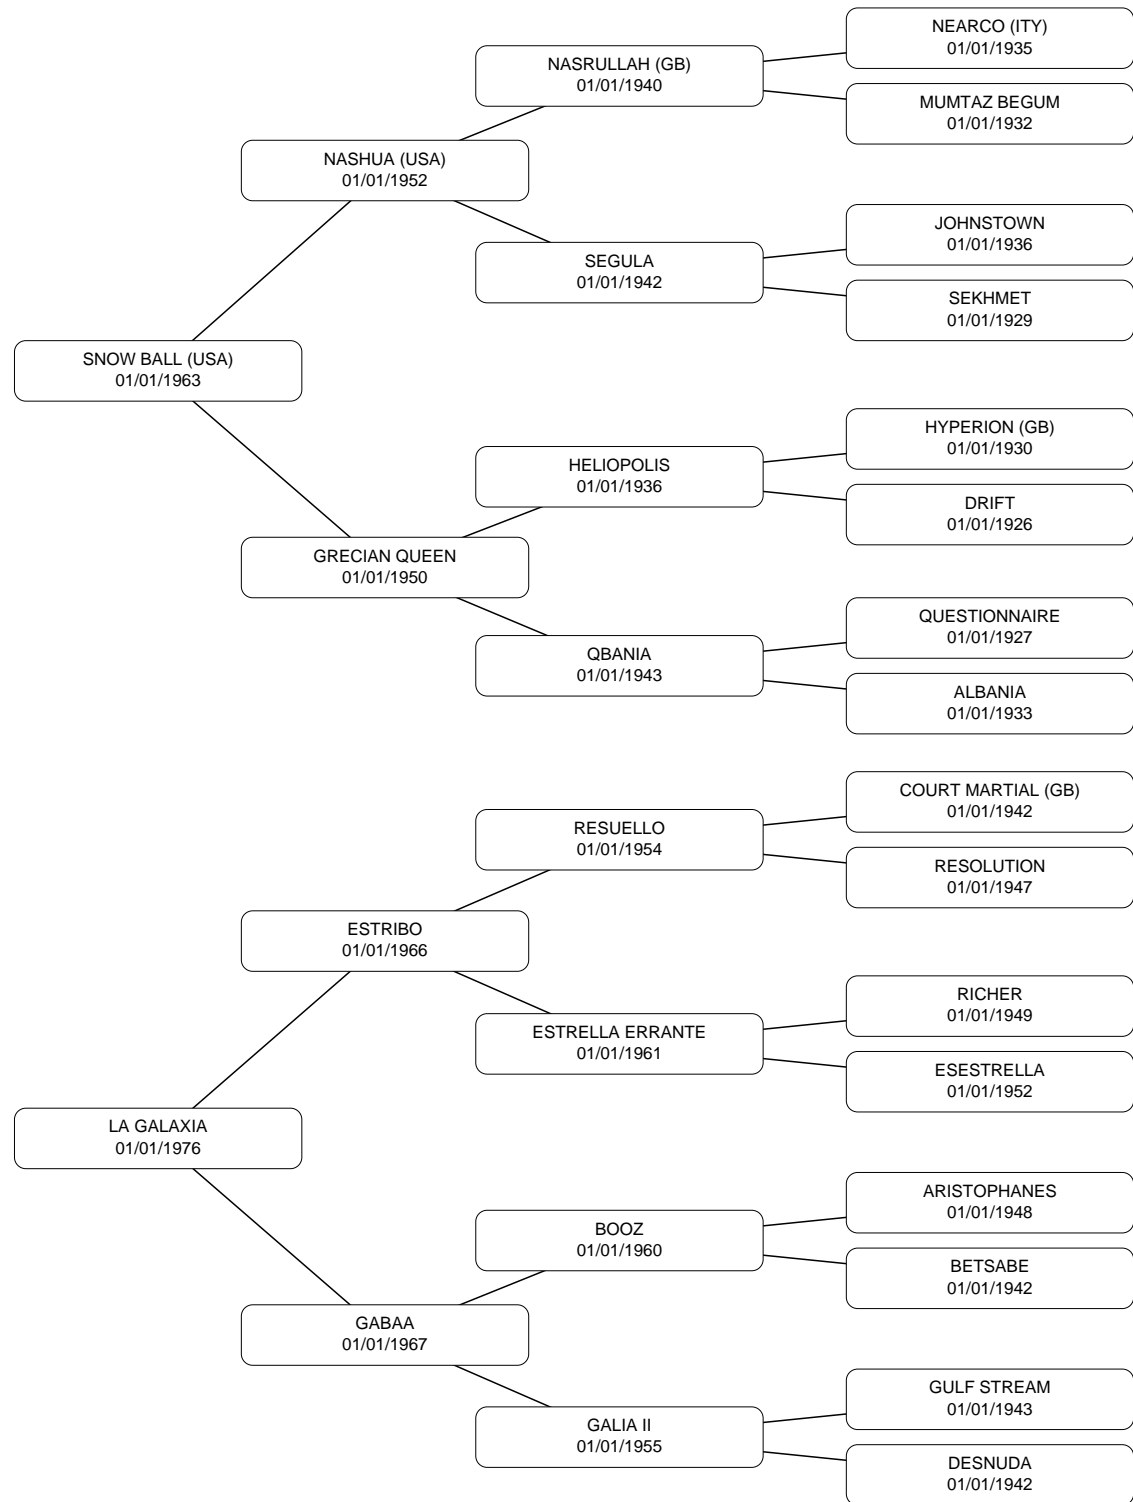 NEARCO (ITY)
01/01/1935
NASRULLAH (GB)
01/01/1940
MUMTAZ BEGUM
01/01/1932
NASHUA (USA)
01/01/1952
JOHNSTOWN
01/01/1936
SEGULA
01/01/1942
SEKHMET
01/01/1929
SNOW BALL (USA)
01/01/1963
HYPERION (GB)
01/01/1930
HELIOPOLIS
01/01/1936
DRIFT
01/01/1926
GRECIAN QUEEN
01/01/1950
QUESTIONNAIRE
01/01/1927
QBANIA
01/01/1943
ALBANIA
01/01/1933
COURT MARTIAL (GB)
01/01/1942
RESUELLO
01/01/1954
RESOLUTION
01/01/1947
ESTRIBO
01/01/1966
RICHER
01/01/1949
ESTRELLA ERRANTE
01/01/1961
ESESTRELLA
01/01/1952
LA GALAXIA
01/01/1976
ARISTOPHANES
01/01/1948
BOOZ
01/01/1960
BETSABE
01/01/1942
GABAA
01/01/1967
GULF STREAM
01/01/1943
GALIA II
01/01/1955
DESNUDA
01/01/1942